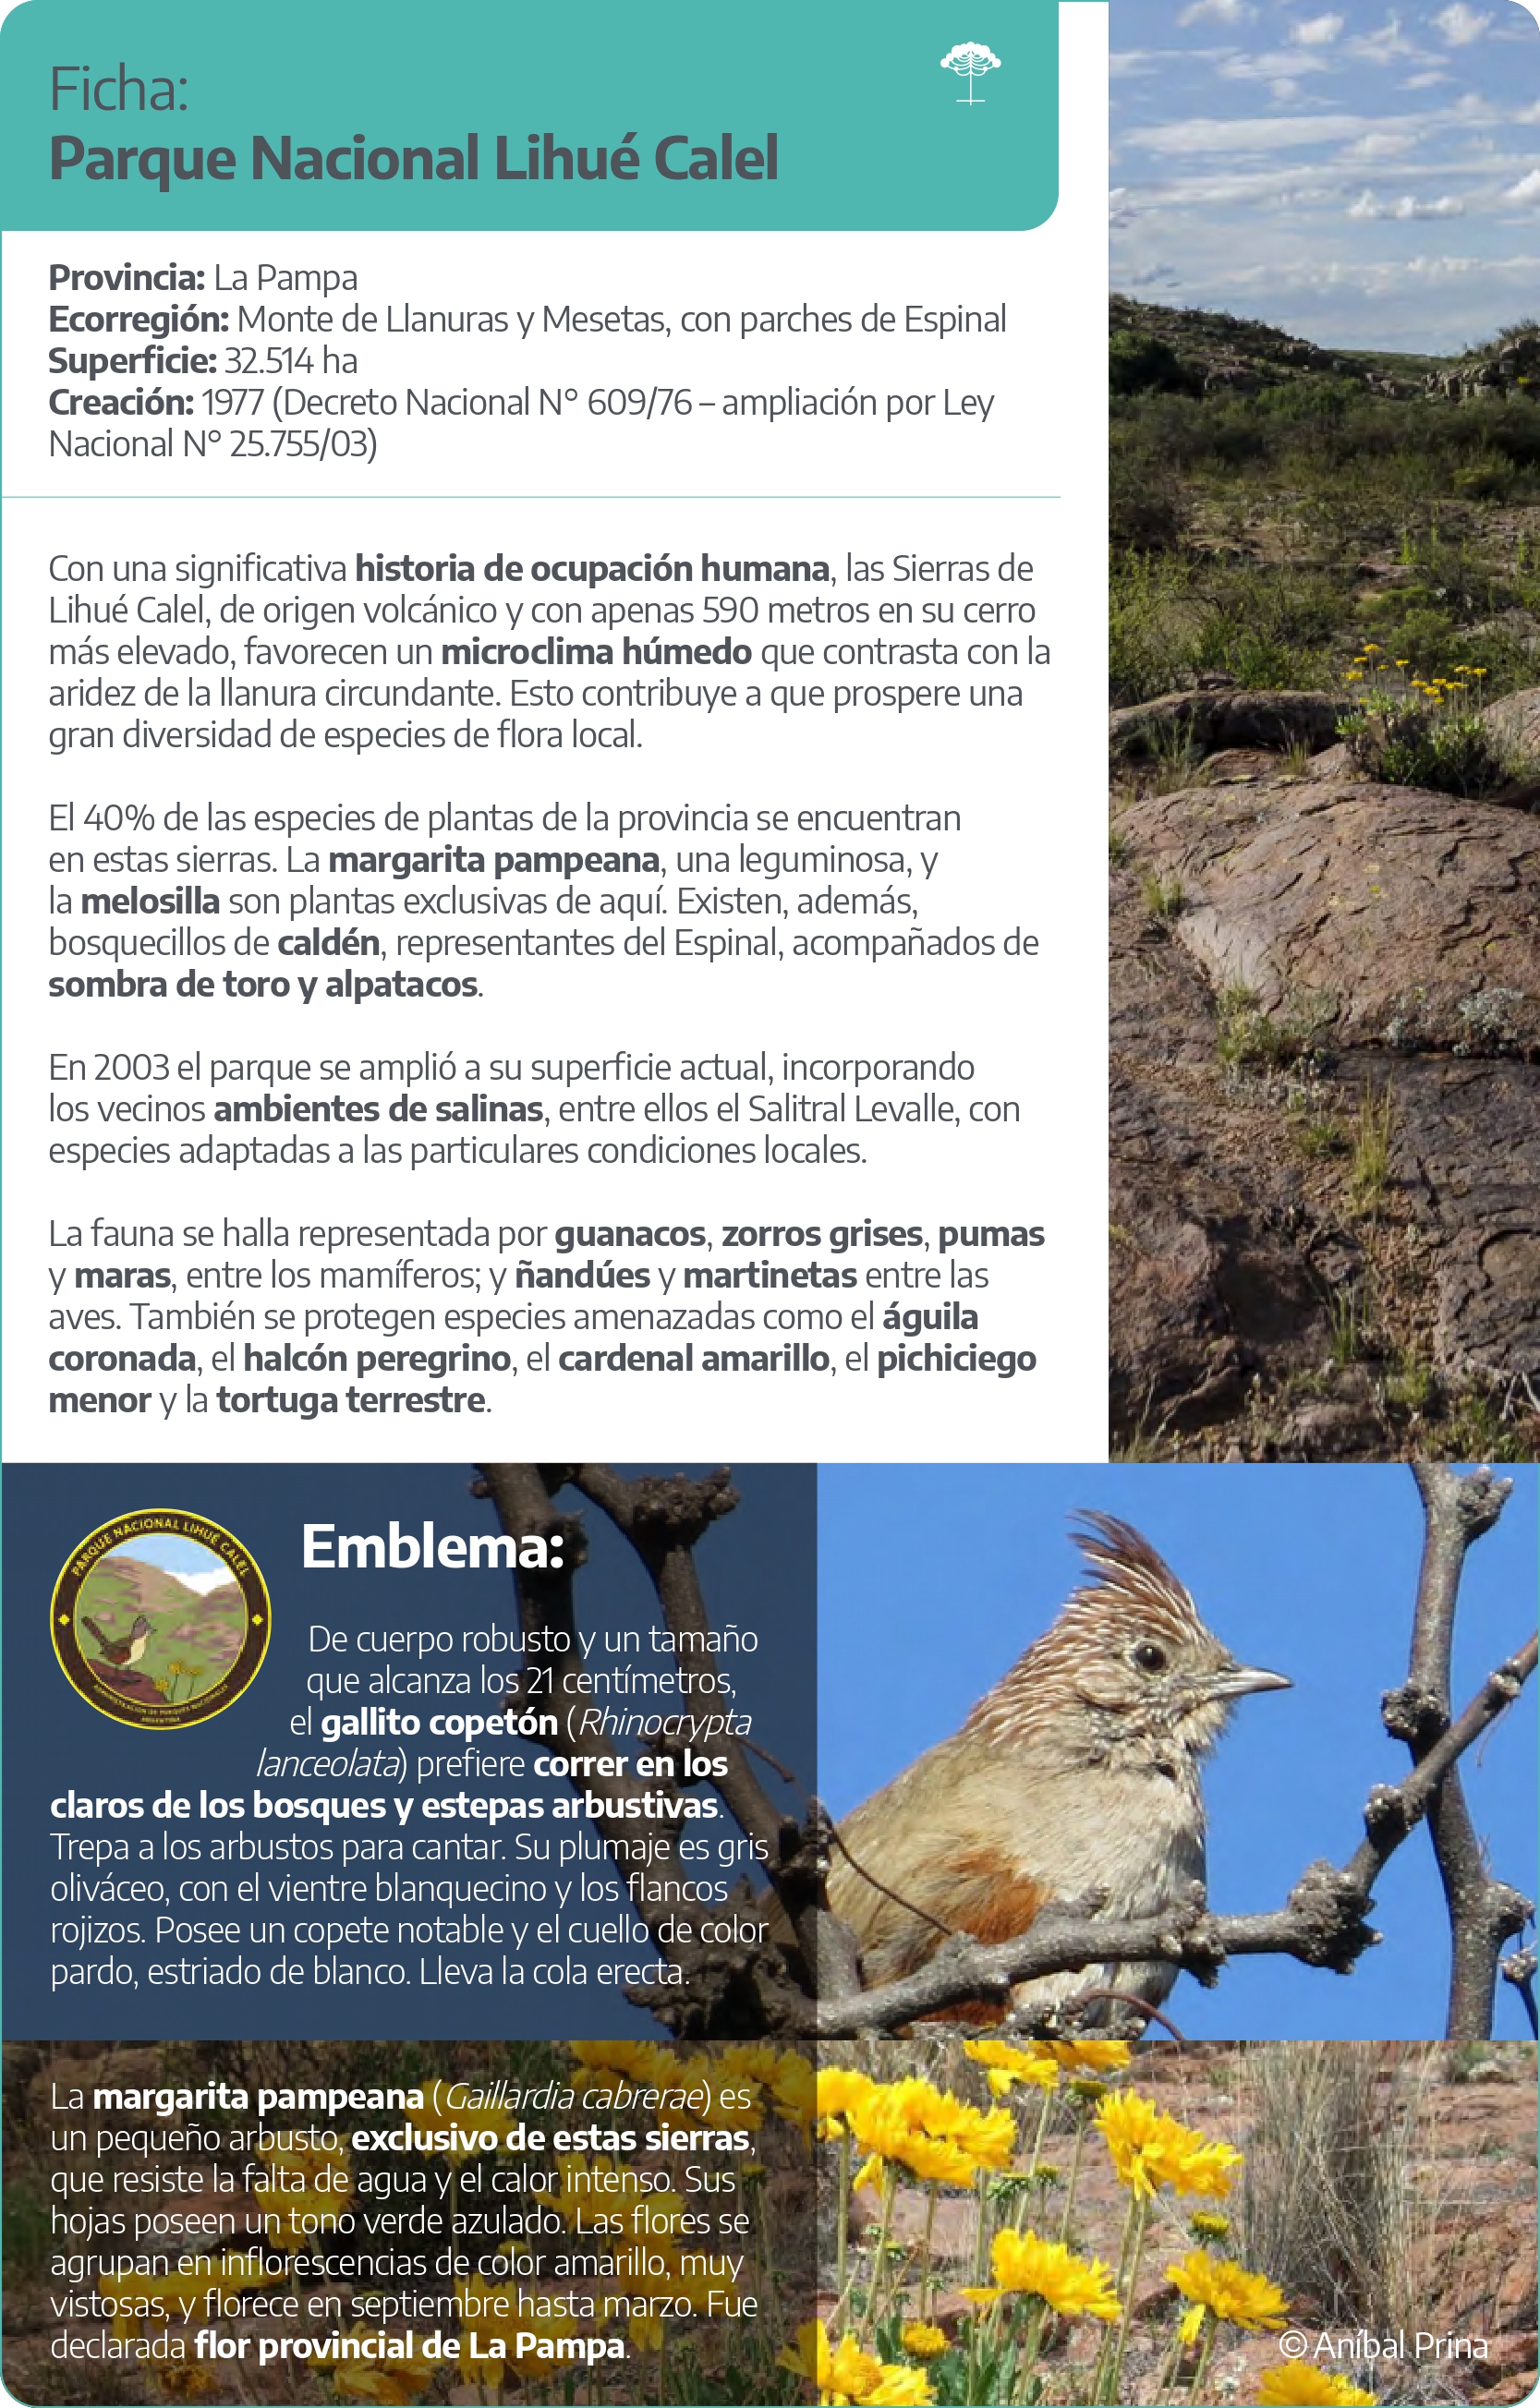 Ficha:
Parque Nacional Lihué Calel
Provincia: La Pampa
Ecorregión: Monte de Llanuras y Mesetas, con parches de Espinal
Superficie: 32.514 ha
Creación: 1977 (Decreto Nacional N° 609/76 – ampliación por Ley
Nacional N° 25.755/03)
Con una significativa historia de ocupación humana, las Sierras de
Lihué Calel, de origen volcánico y con apenas 590 metros en su cerro
más elevado, favorecen un microclima húmedo que contrasta con la
aridez de la llanura circundante. Esto contribuye a que prospere una
gran diversidad de especies de flora local.
El 40% de las especies de plantas de la provincia se encuentran
en estas sierras. La margarita pampeana, una leguminosa, y
la melosilla son plantas exclusivas de aquí. Existen, además,
bosquecillos de caldén, representantes del Espinal, acompañados de
sombra de toro y alpatacos.
En 2003 el parque se amplió a su superficie actual, incorporando
los vecinos ambientes de salinas, entre ellos el Salitral Levalle, con
especies adaptadas a las particulares condiciones locales.
La fauna se halla representada por guanacos, zorros grises, pumas
y maras, entre los mamíferos; y ñandúes y martinetas entre las
aves. También se protegen especies amenazadas como el águila
coronada, el halcón peregrino, el cardenal amarillo, el pichiciego
menor y la tortuga terrestre.
PARQUE NACIONAL LIHUÉ CALEL
ADMINISTRACIÓN DE PARQUES NACIONALES
ARGENTINA
Emblema:
De cuerpo robusto y un tamaño
que alcanza los 21 centímetros,
el gallito copetón (Rhinocrypta
lanceolata) prefiere correr en los
claros de los bosques y estepas arbustivas.
Trepa a los arbustos para cantar. Su plumaje es gris
oliváceo, con el vientre blanquecino y los flancos
rojizos. Posee un copete notable y el cuello de color
pardo, estriado de blanco. Lleva la cola erecta.
La margarita pampeana (Gaillardia cabrerae) es
un pequeño arbusto, exclusivo de estas sierras,
que resiste la falta de agua y el calor intenso. Sus
hojas poseen un tono verde azulado. Las flores se
agrupan en inflorescencias de color amarillo, muy
vistosas, y florece en septiembre hasta marzo. Fue
declarada flor provincial de La Pampa.
© Aníbal Prina